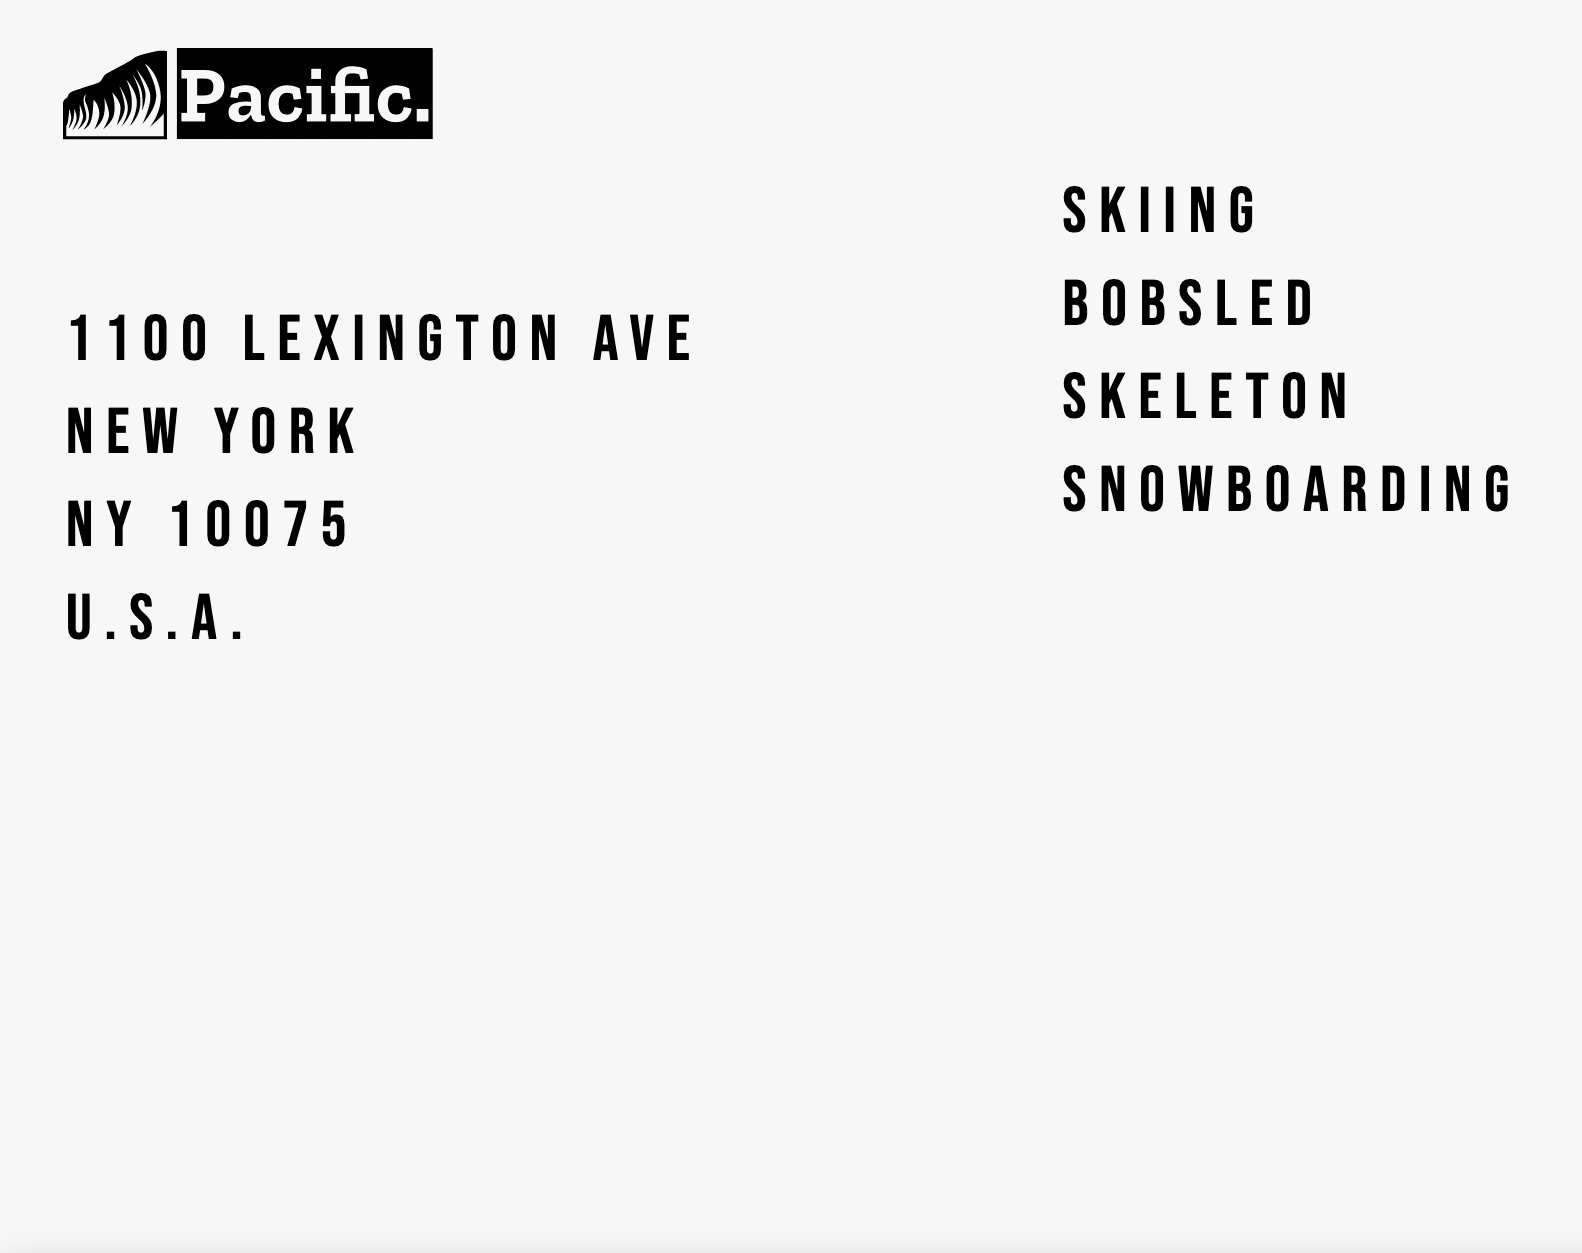 Pacific.
1100 LEXINGTON AVE
NEW YORK
NY 10075
U.S.A.
SKIING
BOBSLED
SKELETON
SNOWBOARDING